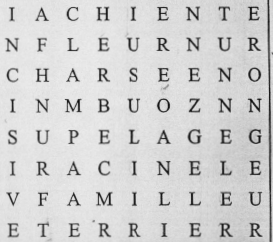 I A C H I E N T E
N F L E U R N U R
C H A R S E E N O
I N M B U O Z N N
S U P E L A G E G
I R A C I N E L E
V F A M I L L E U
E T E R R I E R R